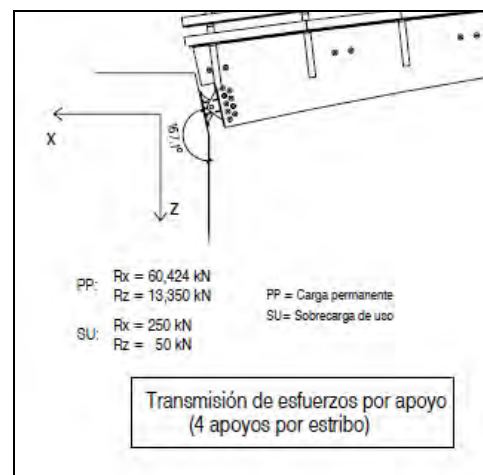 167.1º
X
Z
PP: Rx = 60,424 kN
Rz = 13,350 kN
PP = Carga permanente
SU= Sobrecarga de uso
SU: Rx = 250 kN
Rz = 50 kN
Transmisión de esfuerzos por apoyo
(4 apoyos por estribo)